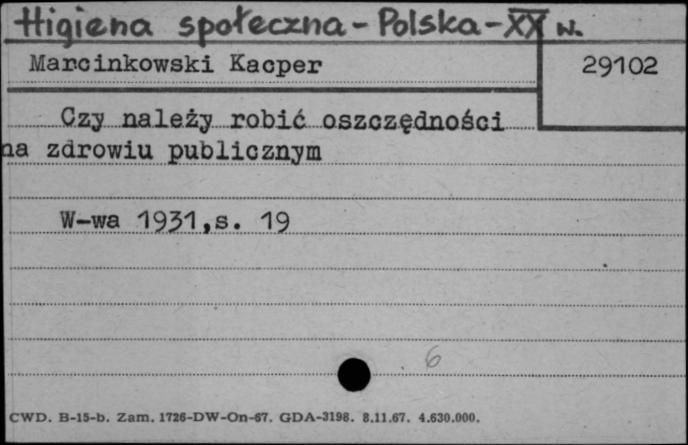 Higiena społeczna - Polska - XX w.
Marcinkowski Kacper
29102
Czy należy robić oszczędności
na zdrowiu publicznym
W-wa 1931,s. 19
6
CWD. B-15-b. Zam. 1726-DW-On-67. GDA-3198. 8.11.67. 4.630.000.